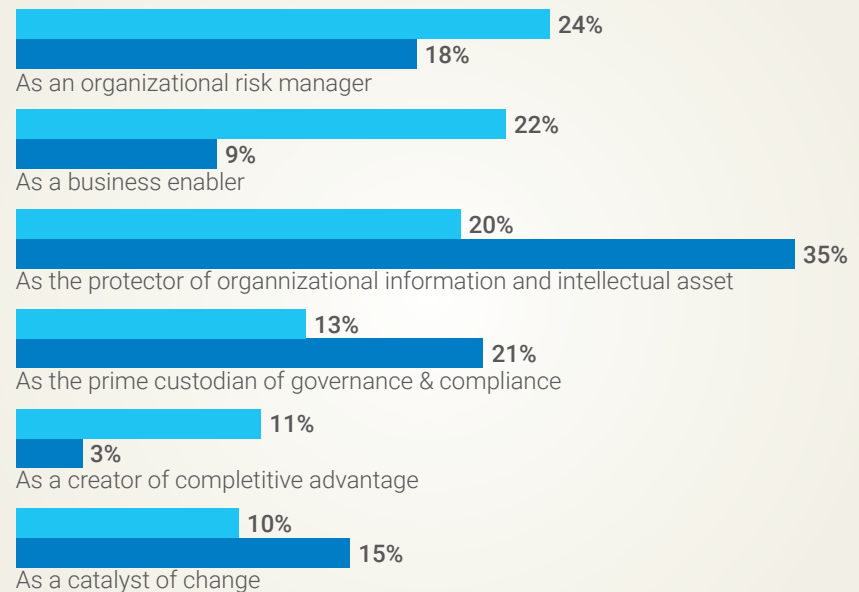 24%
18%
As an organizational risk manager
22%
9%
As a business enabler
20%
35%
As the protector of organnizational information and intellectual asset
13%
21%
As the prime custodian of governance & compliance
11%
3%
As a creator of completitive advantage
10%
15%
As a catalyst of change